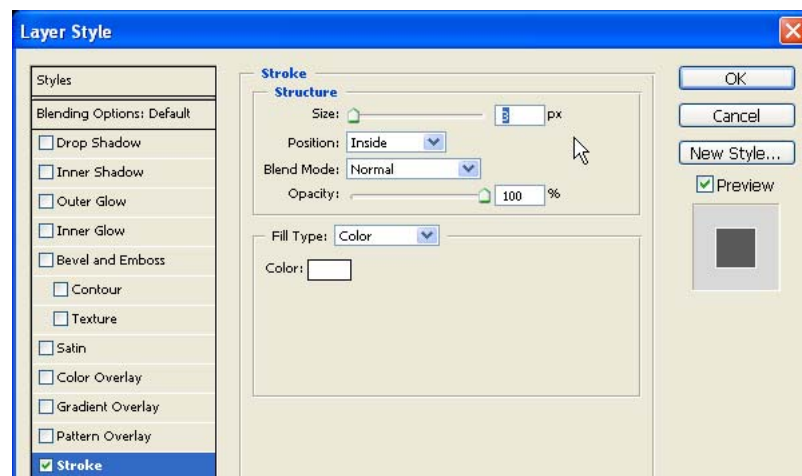 Layer Style
Styles
Blending Options: Default
Drop Shadow
Inner Shadow
Outer Glow
Inner Glow
Bevel and Emboss
Contour
Texture
Satin
Color Overlay
Gradient Overlay
Pattern Overlay
Stroke
Stroke
Structure
Size: 3 px
Position: Inside
Blend Mode: Normal
Opacity: 100 %
Fill Type: Color
Color:
OK
Cancel
New Style...
Preview